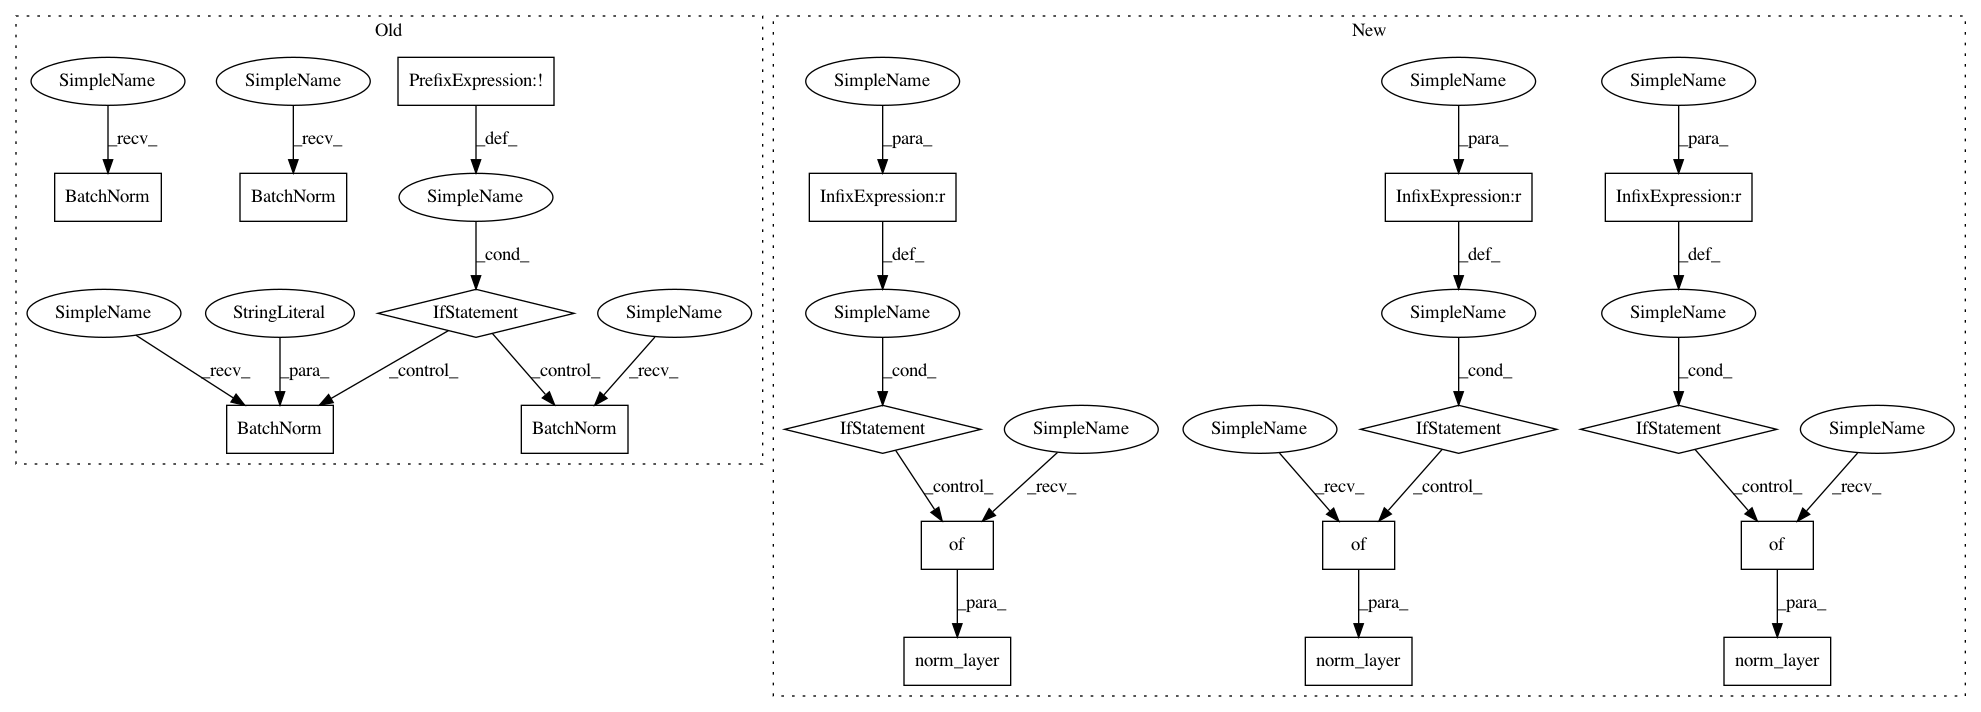 Old
SimpleName
SimpleName
PrefixExpression:!
_recv_
_recv_
_def_
BatchNorm
BatchNorm
SimpleName
_cond_
SimpleName
StringLiteral
IfStatement
SimpleName
_recv_
_para_
_control_
_control_
_recv_
BatchNorm
BatchNorm
New
SimpleName
SimpleName
SimpleName
_para_
_para_
_para_
InfixExpression:r
InfixExpression:r
InfixExpression:r
_def_
_def_
_def_
SimpleName
SimpleName
SimpleName
_cond_
_cond_
_cond_
IfStatement
SimpleName
SimpleName
IfStatement
IfStatement
SimpleName
_control_
_recv_
_recv_
_control_
_control_
_recv_
of
of
of
_para_
_para_
_para_
norm_layer
norm_layer
norm_layer